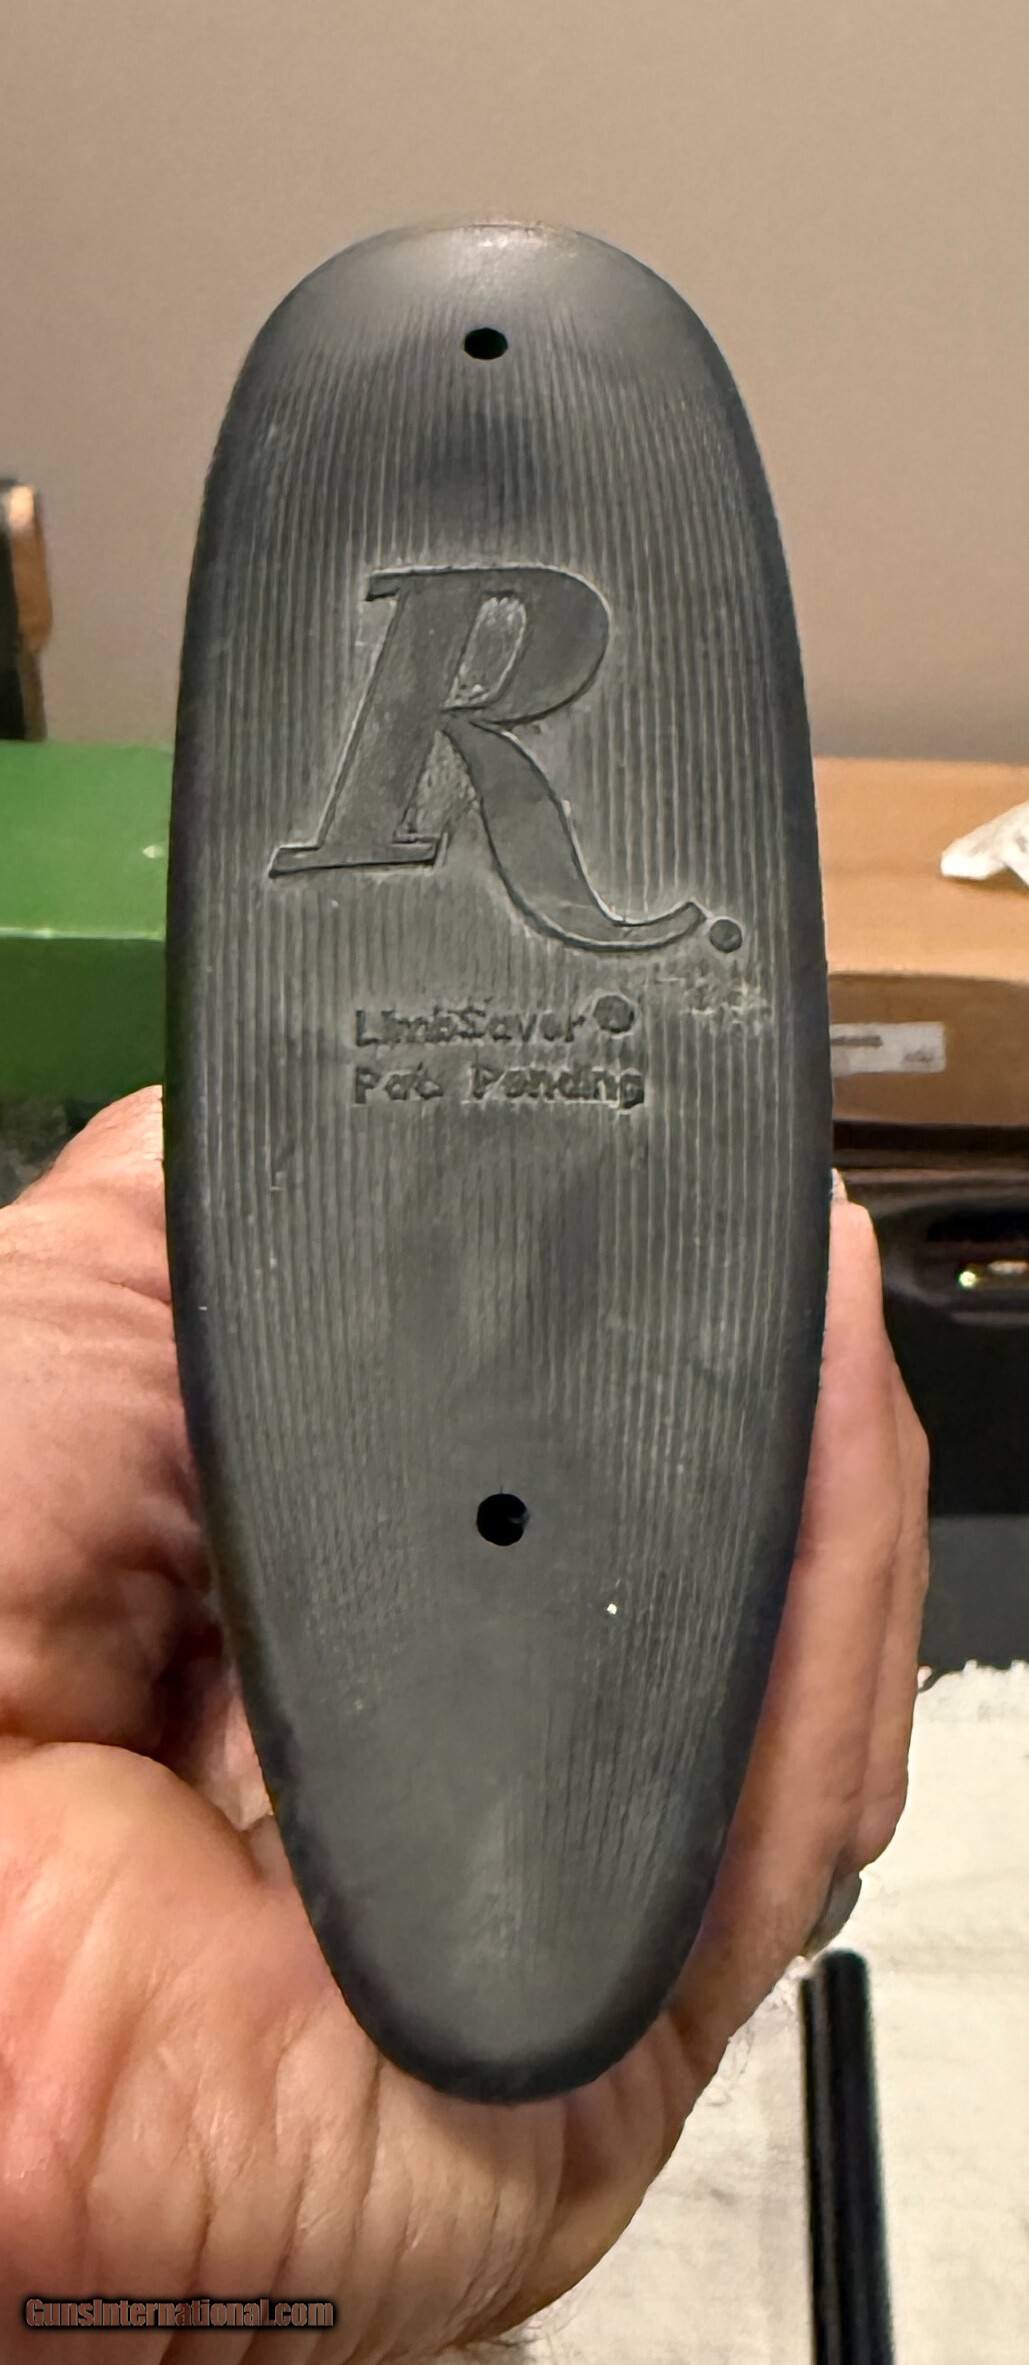 R.
LimbSaver®
Pat Pending
GunsInternational.com